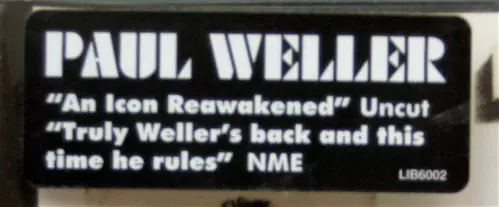 PAUL WELLER
"An Icon Reawakened" Uncut
"Truly Weller's back and this
time he rules" NME
LIB6002